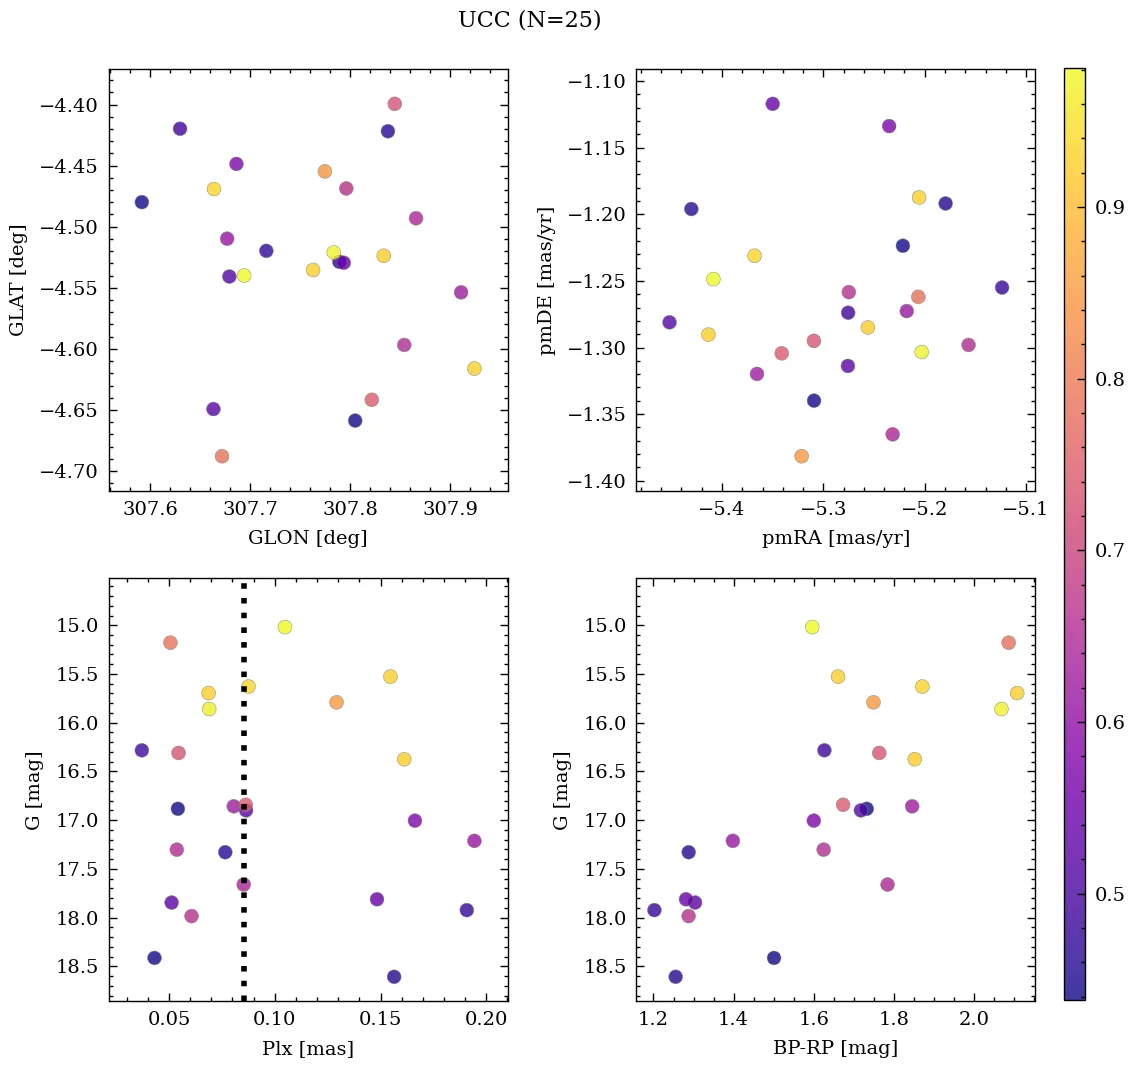 UCC (N=25)
−4.40
−4.45
−4.50
−4.55
−4.60
−4.65
−4.70
GLAT [deg]
307.6 307.7 307.8 307.9
GLON [deg]
−1.10
−1.15
−1.20
−1.25
−1.30
−1.35
−1.40
pmDE [mas/yr]
−5.4 −5.3 −5.2 −5.1
pmRA [mas/yr]
15.0
15.5
16.0
16.5
17.0
17.5
18.0
18.5
G [mag]
0.05 0.10 0.15 0.20
Plx [mas]
15.0
15.5
16.0
16.5
17.0
17.5
18.0
18.5
G [mag]
1.2 1.4 1.6 1.8 2.0
BP-RP [mag]
0.9
0.8
0.7
0.6
0.5